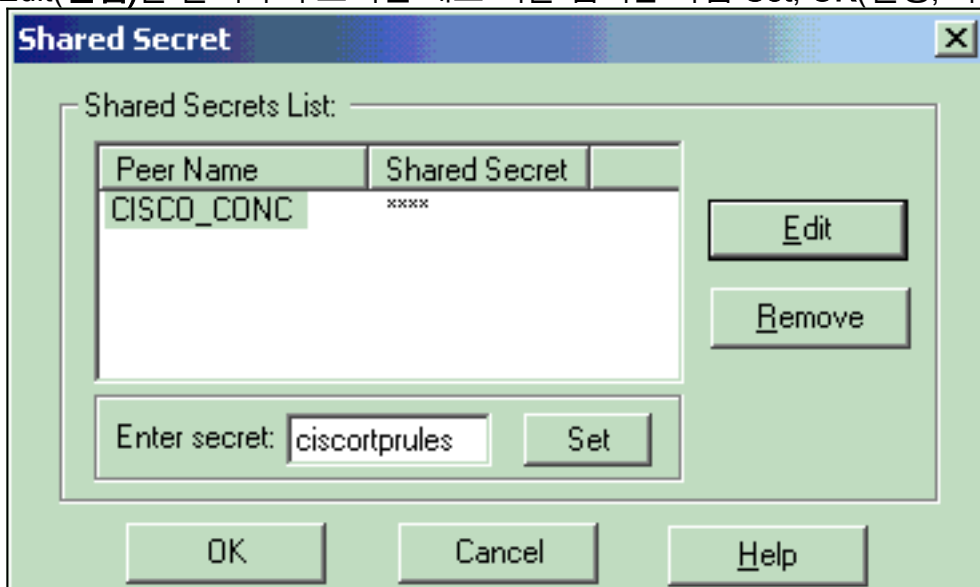 Shared Secret
Shared Secrets List:
Peer Name Shared Secret
CISCO_CONC ****
Edit
Remove
Enter secret: ciscortprules Set
OK Cancel Help